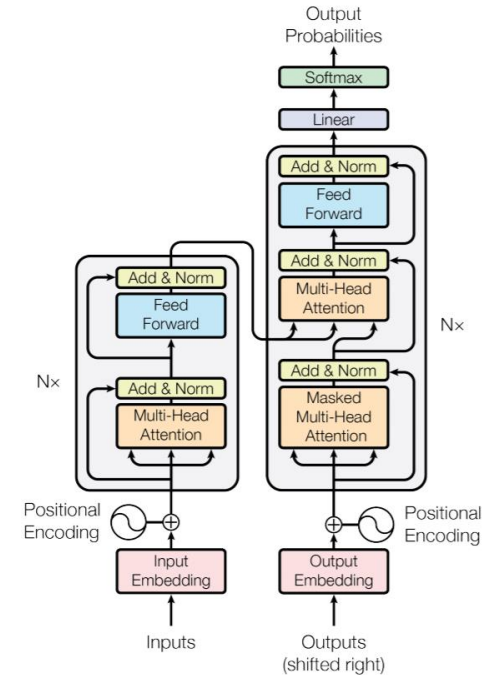 Output
Probabilities
Softmax
Linear
Add & Norm
Feed
Forward
Add & Norm
Multi-Head
Attention
Add & Norm
Masked
Multi-Head
Attention
Nx
Add & Norm
Feed
Forward
Add & Norm
Multi-Head
Attention
N×
Positional
Encoding
Positional
Encoding
Input
Embedding
Output
Embedding
Inputs
Outputs
(shifted right)